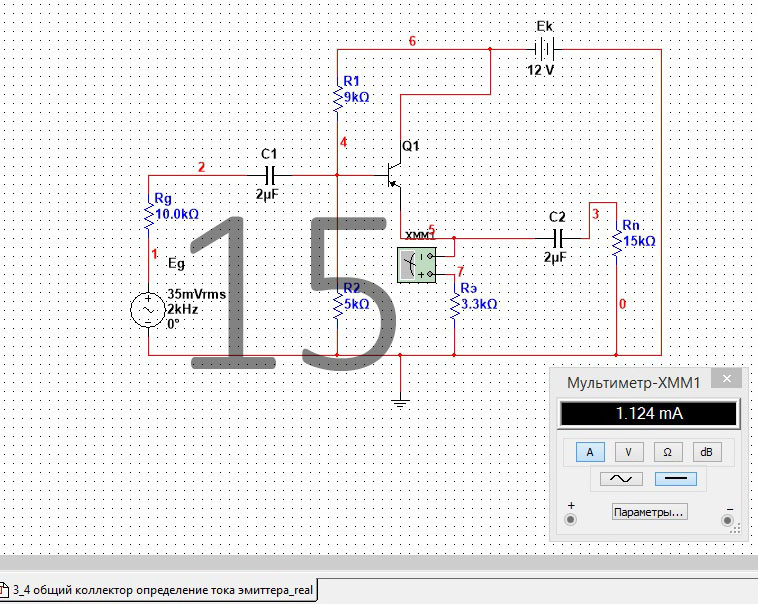 6
Ek
12 V
R1
9kΩ
4
Q1
2
C1
2µF
Rg
10.0kΩ
1
Eg
35mVrms
2kHz
0°
15
R2
5kΩ
XMM1
5
7
Rэ
3.3kΩ
C2
2µF
3
Rп
15kΩ
0
Мультиметр-XMM1
1.124 mA
A
V
Ω
dB
Параметры...
3_4 общий коллектор определение тока эмиттера_real